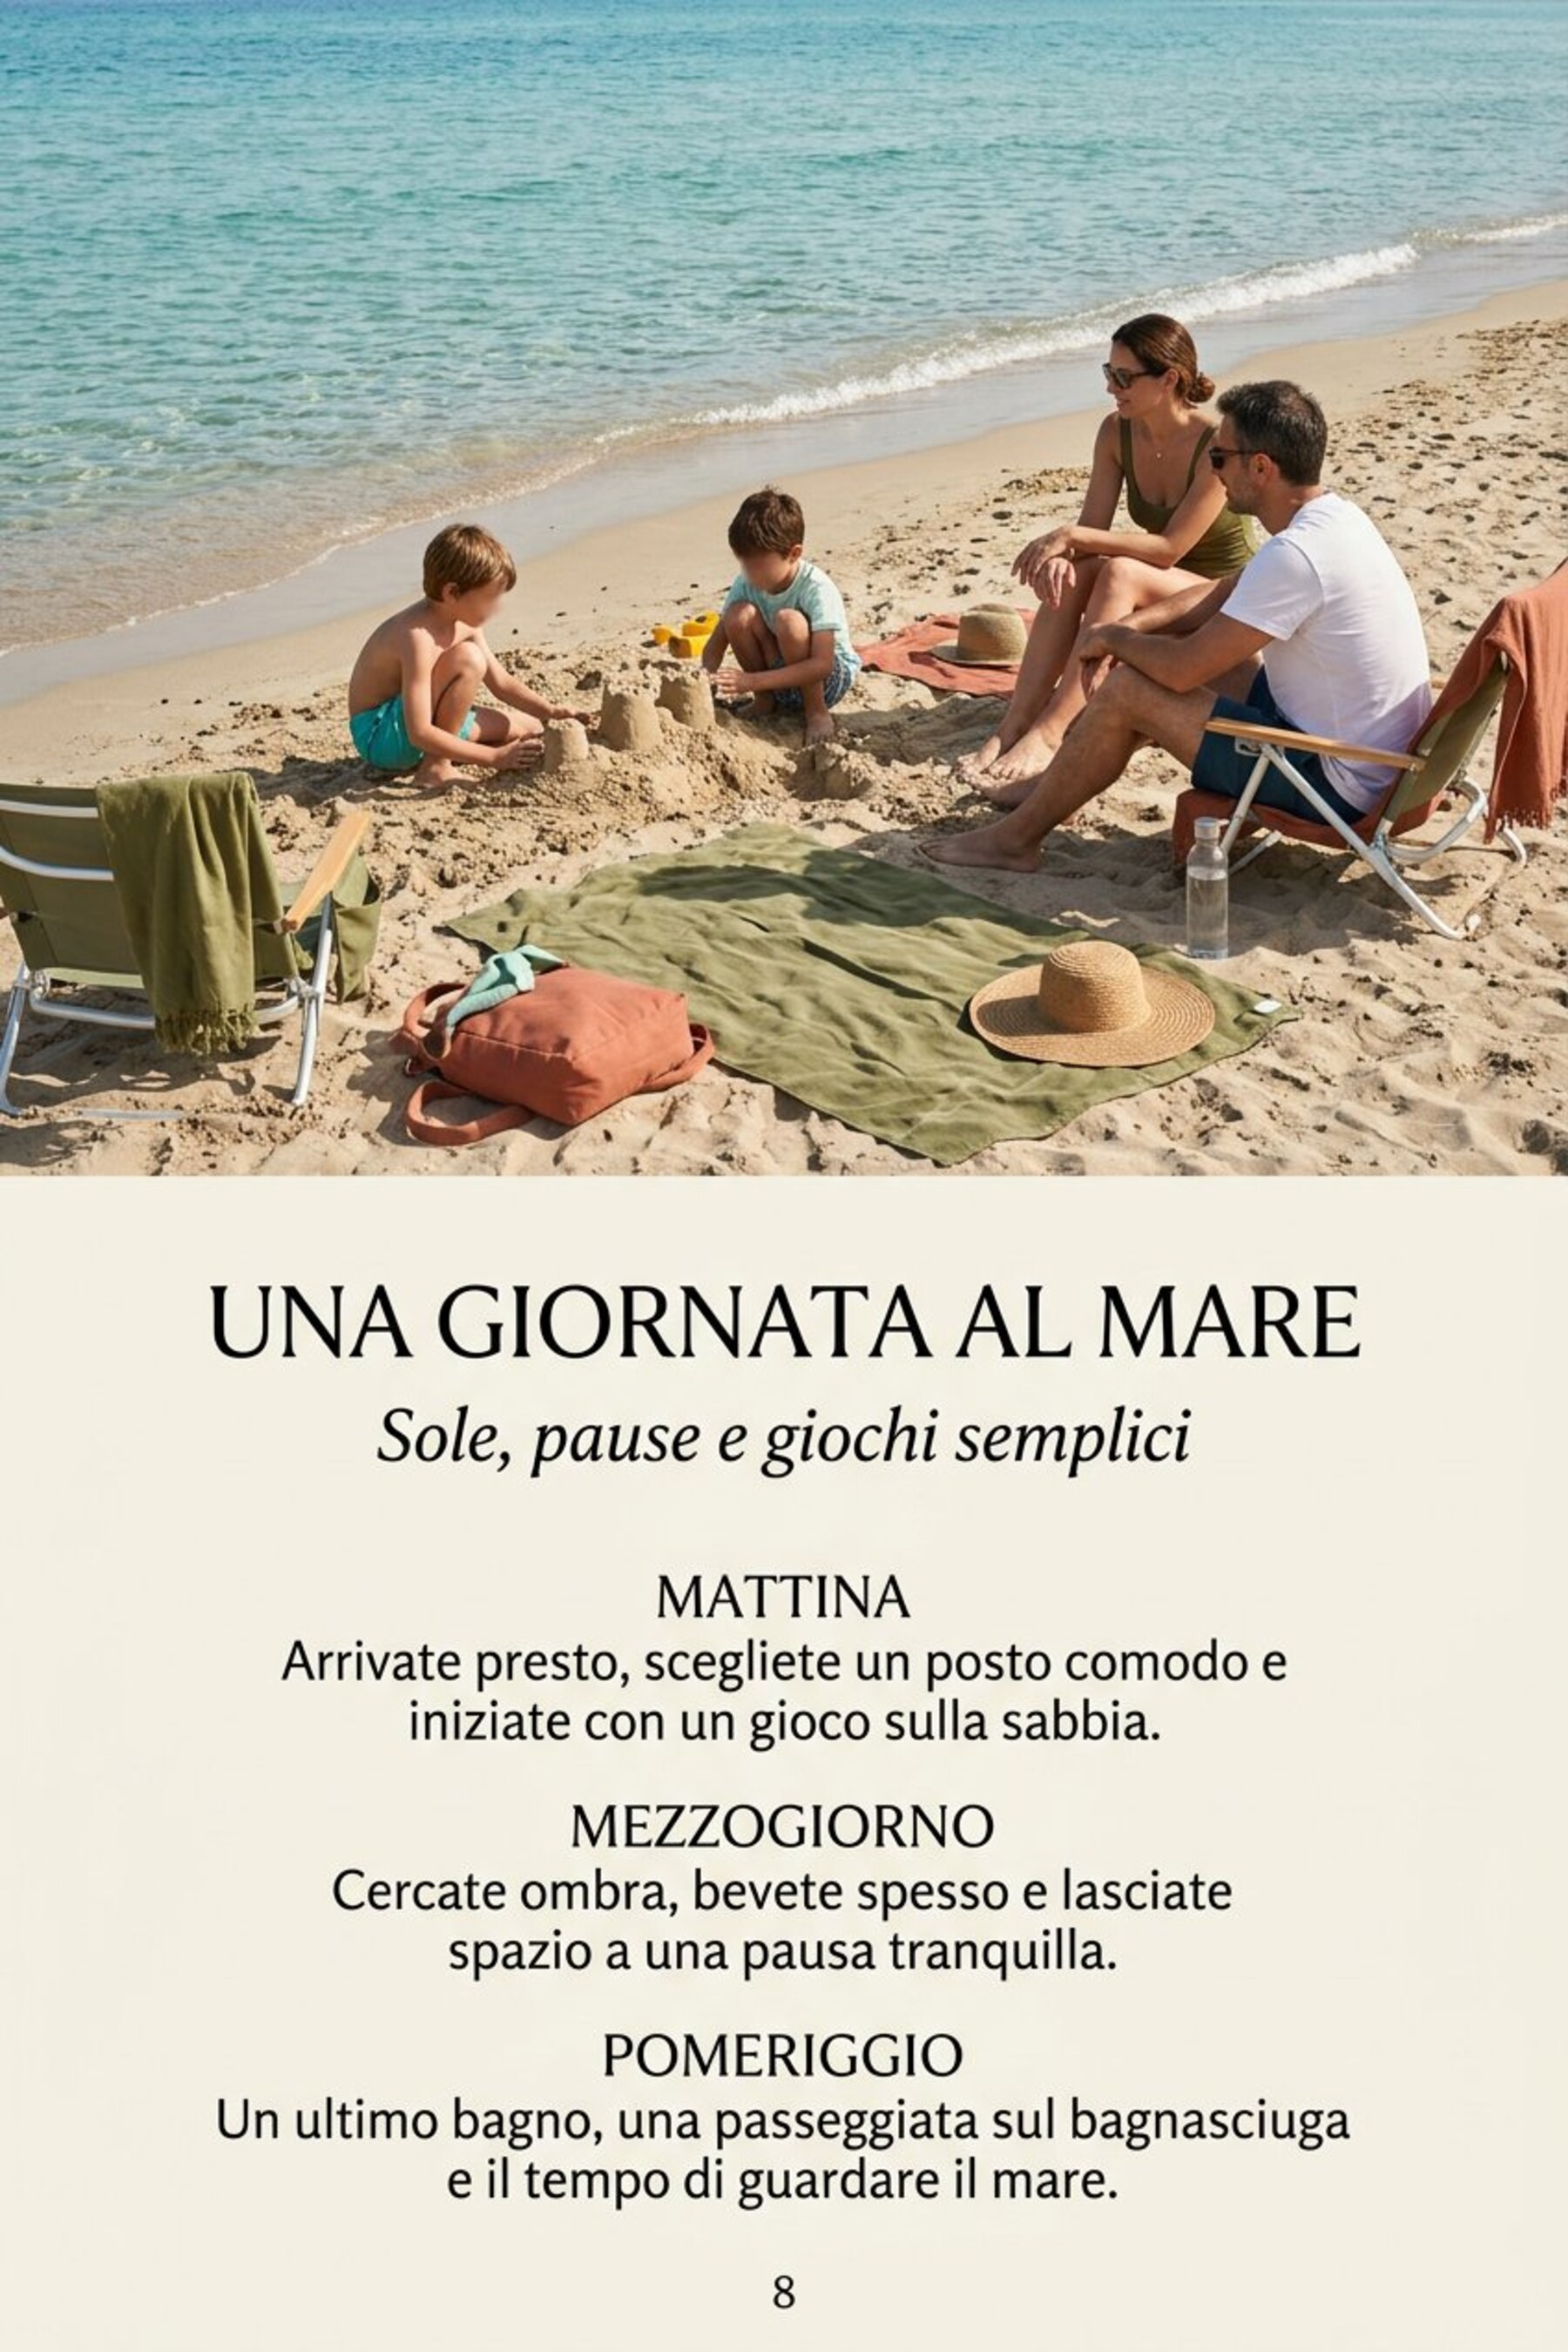 UNA GIORNATA AL MARE
Sole, pause e giochi semplici
MATTINA
Arrivate presto, scegliete un posto comodo e
iniziate con un gioco sulla sabbia.
MEZZOGIORNO
Cercate ombra, bevete spesso e lasciate
spazio a una pausa tranquilla.
POMERIGGIO
Un ultimo bagno, una passeggiata sul bagnasciuga
e il tempo di guardare il mare.
8